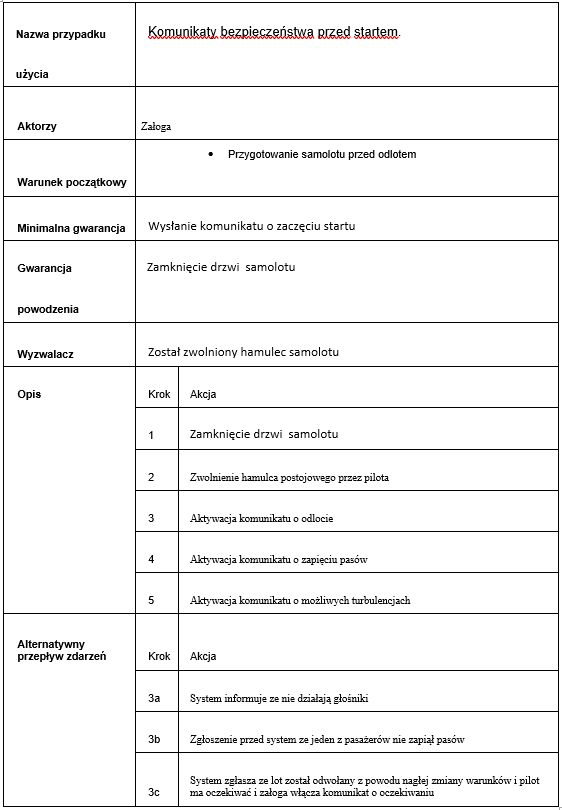 Nazwa przypadku
użycia
Komunikaty bezpieczeństwa przed startem.
Aktorzy
Załoga
Warunek początkowy
• Przygotowanie samolotu przed odlotem
Minimalna gwarancja
Wysłanie komunikatu o zaczęciu startu
Gwarancja
powodzenia
Zamknięcie drzwi  samolotu
Wyzwalacz
Został zwolniony hamulec samolotu
Opis
Krok Akcja
1 Zamknięcie drzwi  samolotu
2 Zwolnienie hamulca postojowego przez pilota
3 Aktywacja komunikatu o odlocie
4 Aktywacja komunikatu o zapięciu pasów
5 Aktywacja komunikatu o możliwych turbulencjach
Alternatywny
przepływ zdarzeń
Krok Akcja
3a System informuje ze nie działają głośniki
3b Zgłoszenie przed system ze jeden z pasażerów nie zapiął pasów
3c System zgłasza ze lot został odwołany z powodu nagłej zmiany warunków i pilot
ma oczekiwać i załoga włącza komunikat o oczekiwaniu